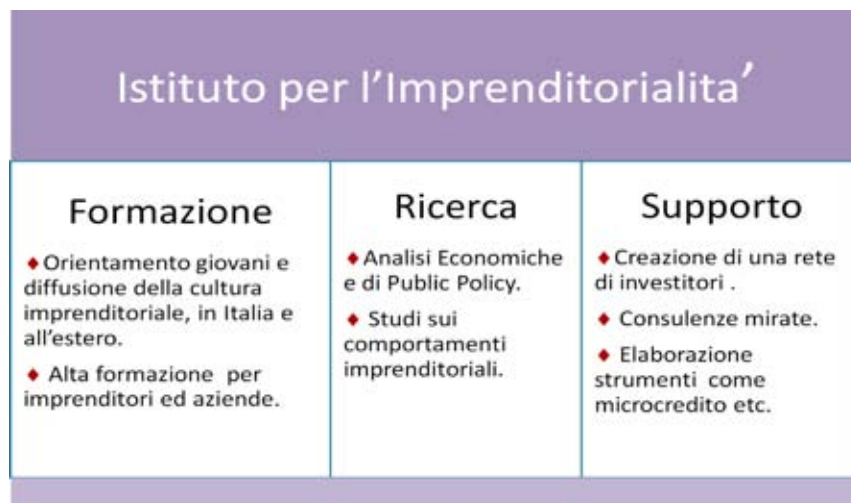 Istituto per l'Imprenditorialita'
Formazione
♦Orientamento giovani e
diffusione della cultura
imprenditoriale, in Italia e
all'estero.
♦ Alta formazione per
imprenditori ed aziende.
Ricerca
♦Analisi Economiche
e di Public Policy.
♦ Studi sui
comportamenti
imprenditoriali.
Supporto
♦Creazione di una rete
di investitori .
♦ Consulenze mirate.
♦ Elaborazione
strumenti come
microcredito etc.